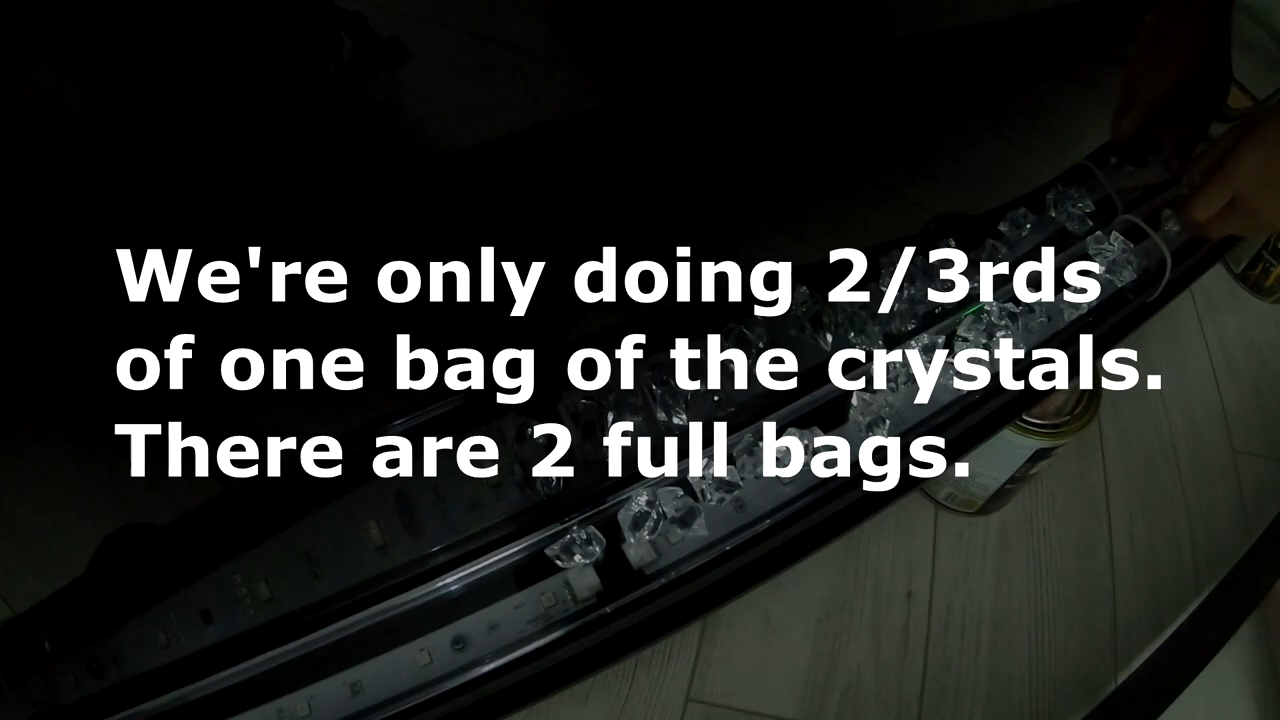 We're only doing 2/3rds
of one bag of the crystals.
There are 2 full bags.